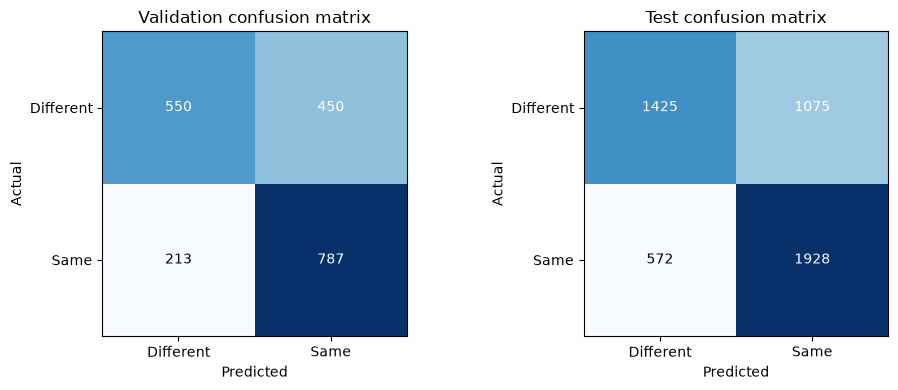 Validation confusion matrix
Actual
Different
550
450
Same
213
787
Different
Same
Predicted
Test confusion matrix
Actual
Different
1425
1075
Same
572
1928
Different
Same
Predicted